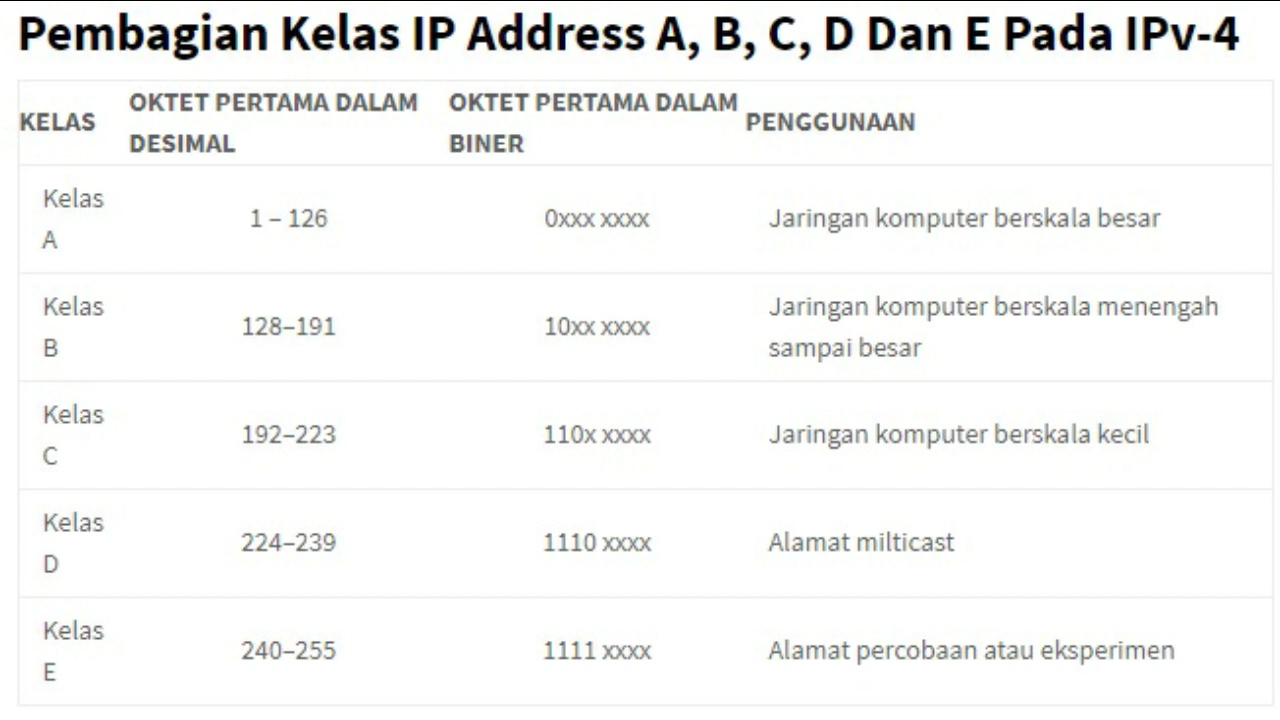 Pembagian Kelas IP Address A, B, C, D Dan E Pada IPv-4
KELAS
OKTET PERTAMA DALAM
DESIMAL
OKTET PERTAMA DALAM
BINER
PENGGUNAAN
Kelas
A
1 – 126
0xxx xxxx
Jaringan komputer berskala besar
Kelas
B
128–191
10xx xxxx
Jaringan komputer berskala menengah
sampai besar
Kelas
C
192–223
110x xxxx
Jaringan komputer berskala kecil
Kelas
D
224–239
1110 xxxx
Alamat milticast
Kelas
E
240–255
1111 xxxx
Alamat percobaan atau eksperimen